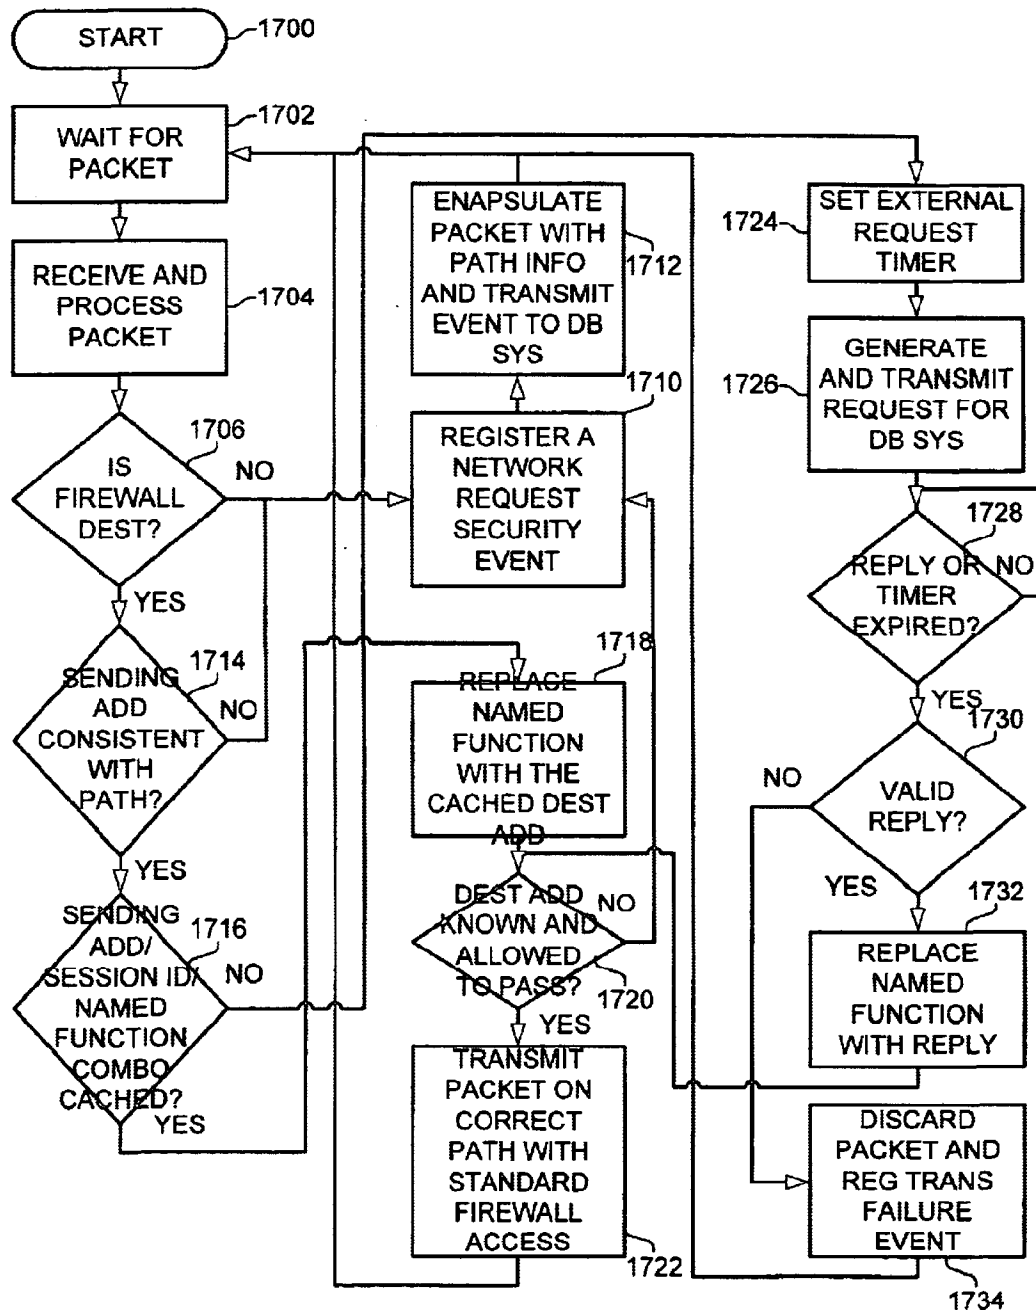 START
1700
WAIT FOR
PACKET
1702
RECEIVE AND
PROCESS
PACKET
1704
IS
FIREWALL
DEST?
1706
NO
YES
SENDING
ADD
CONSISTENT
WITH
PATH?
1714
NO
YES
SENDING
ADD/
SESSION ID/
NAMED
FUNCTION
COMBO
CACHED?
1716
NO
YES
ENAPSULATE
PACKET WITH
PATH INFO
AND TRANSMIT
EVENT TO DB
SYS
1712
1710
REGISTER A
NETWORK
REQUEST
SECURITY
EVENT
1718
REPLACE
NAMED
FUNCTION
WITH THE
CACHED DEST
ADD
DEST ADD
KNOWN AND
ALLOWED
TO PASS?
NO
1720
YES
TRANSMIT
PACKET ON
CORRECT
PATH WITH
STANDARD
FIREWALL
ACCESS
1722
1724
SET EXTERNAL
REQUEST
TIMER
1726
GENERATE
AND TRANSMIT
REQUEST FOR
DB SYS
1728
REPLY OR
TIMER
EXPIRED?
NO
YES
1730
VALID
REPLY?
NO
YES
1732
REPLACE
NAMED
FUNCTION
WITH REPLY
DISCARD
PACKET AND
REG TRANS
FAILURE
EVENT
1734